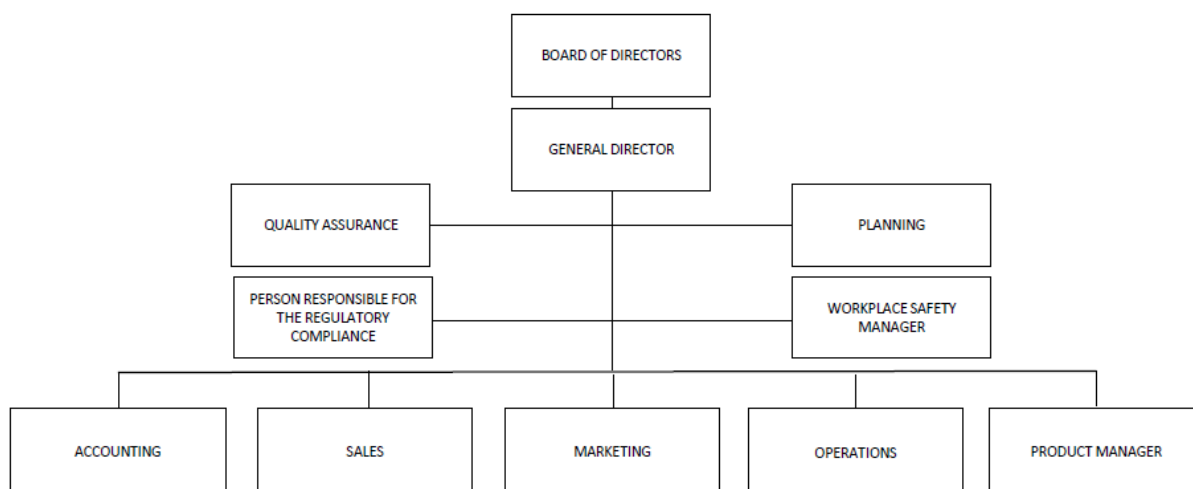 BOARD OF DIRECTORS
GENERAL DIRECTOR
QUALITY ASSURANCE
PLANNING
PERSON RESPONSIBLE FOR
THE REGULATORY
COMPLIANCE
WORKPLACE SAFETY
MANAGER
ACCOUNTING
SALES
MARKETING
OPERATIONS
PRODUCT MANAGER